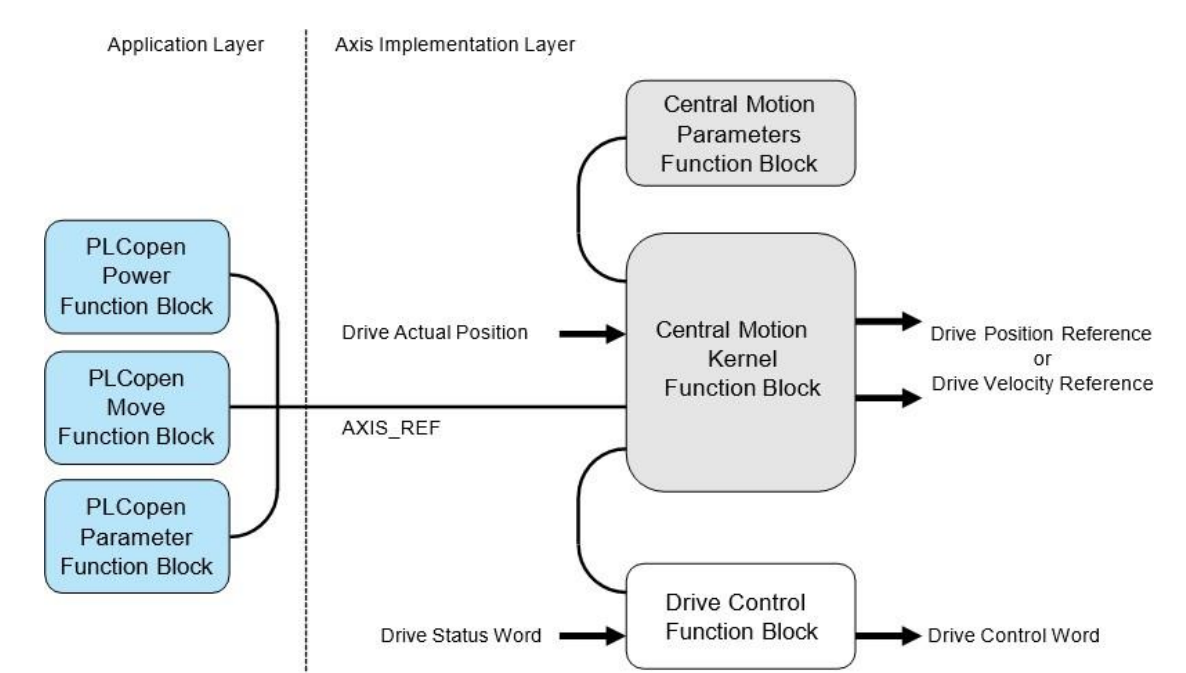 Application Layer
Axis Implementation Layer
Central Motion
Parameters
Function Block
PLCopen
Power
Function Block
Drive Actual Position
Central Motion
Kernel
Function Block
Drive Position Reference
or
Drive Velocity Reference
PLCopen
Move
Function Block
AXIS_REF
PLCopen
Parameter
Function Block
Drive Status Word
Drive Control
Function Block
Drive Control Word